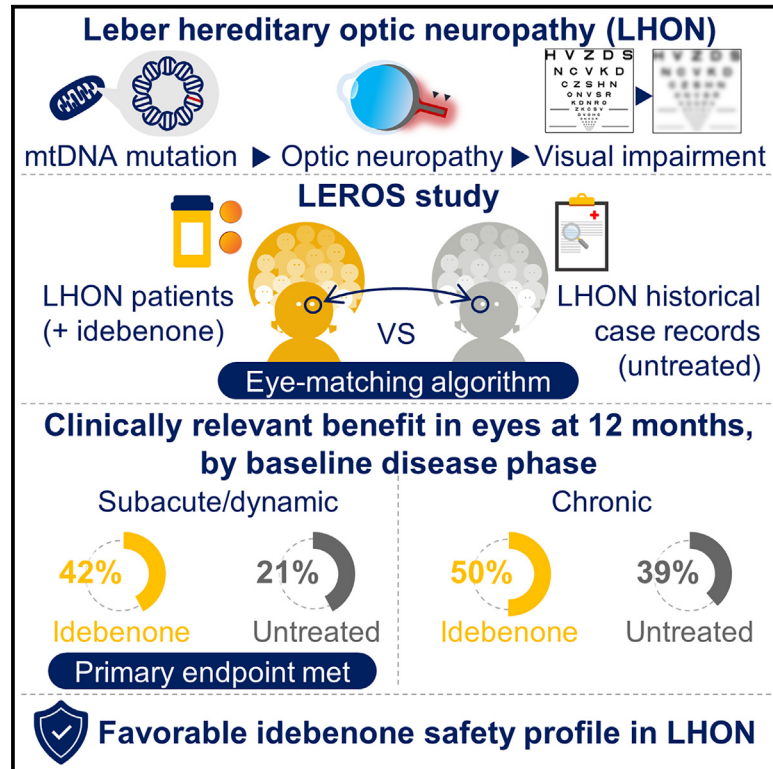 Leber hereditary optic neuropathy (LHON)
H V Z D S
N C V K D
C Z S H N
O N V S R
K D N R O
Z K C S V
D V O H C
mtDNA mutation ▶ Optic neuropathy ▶ Visual impairment
LEROS study
LHON patients
(+ idebenone)
VS
LHON historical
case records
(untreated)
Eye-matching algorithm
Clinically relevant benefit in eyes at 12 months,
by baseline disease phase
Subacute/dynamic
42%
Idebenone
21%
Untreated
Primary endpoint met
Chronic
50%
Idebenone
39%
Untreated
Favorable idebenone safety profile in LHON